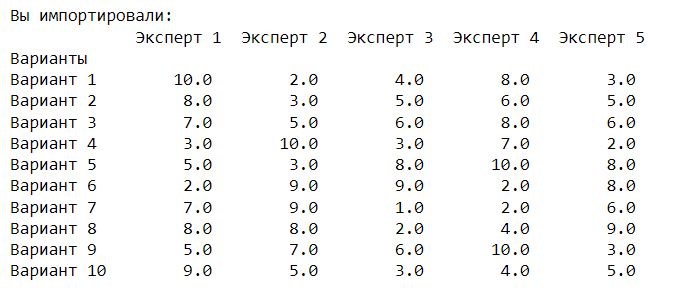 Вы импортировали:
Эксперт 1 Эксперт 2 Эксперт 3 Эксперт 4 Эксперт 5
Варианты
Вариант 1 10.0 2.0 4.0 8.0 3.0
Вариант 2 8.0 3.0 5.0 6.0 5.0
Вариант 3 7.0 5.0 6.0 8.0 6.0
Вариант 4 3.0 10.0 3.0 7.0 2.0
Вариант 5 5.0 3.0 8.0 10.0 8.0
Вариант 6 2.0 9.0 9.0 2.0 8.0
Вариант 7 7.0 9.0 1.0 2.0 6.0
Вариант 8 8.0 8.0 2.0 4.0 9.0
Вариант 9 5.0 7.0 6.0 10.0 3.0
Вариант 10 9.0 5.0 3.0 4.0 5.0